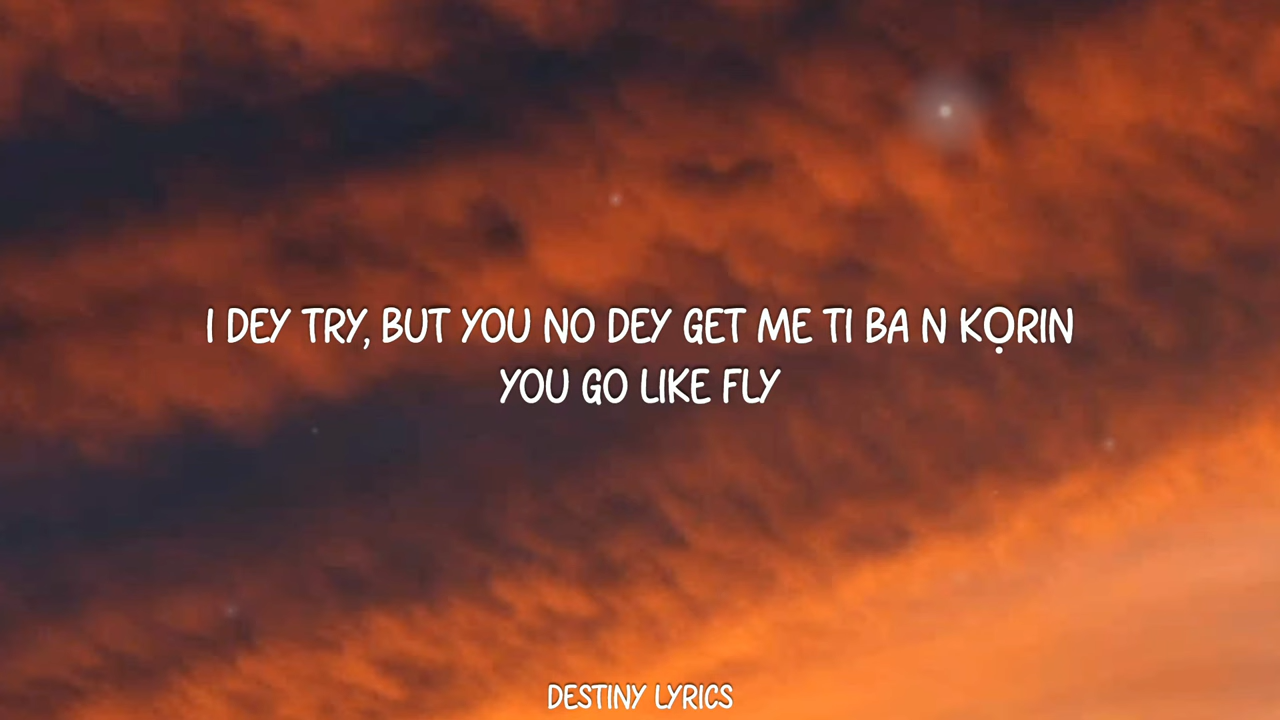 I DEY TRY, BUT YOU NO DEY GET ME TI BA N KỌRIN
YOU GO LIKE FLY
DESTINY LYRICS